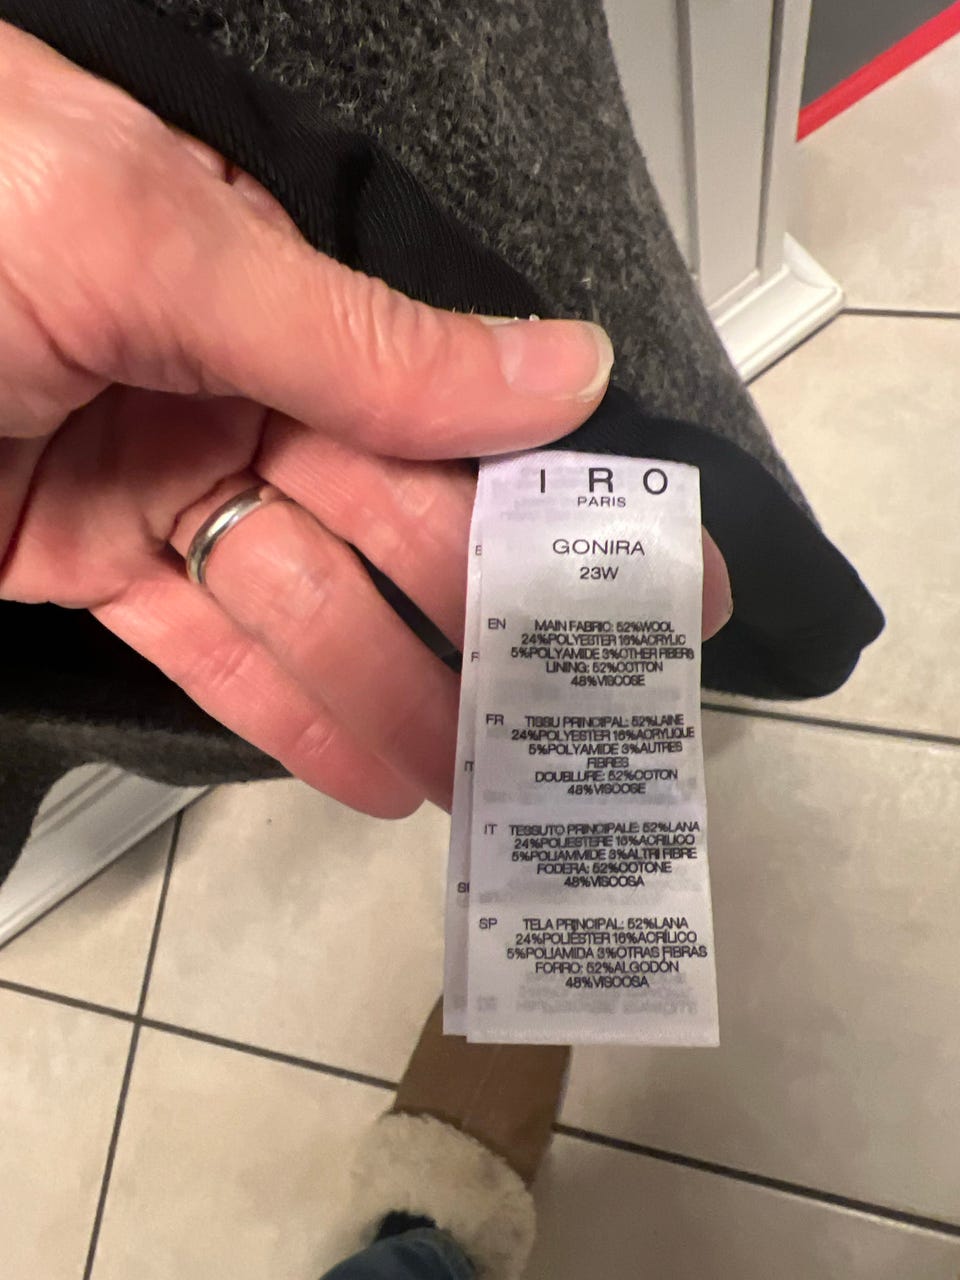 I R O
PARIS
GONIRA
23W
EN MAIN FABRIC: 52%WOOL
24%POLYESTER 16%ACRYLIC
5%POLYAMIDE 3%OTHER FIBERS
LINING: 52%COTTON
48%VISCOSE
FR TISSU PRINCIPAL: 52%LAINE
24%POLYESTER 16%ACRYLIQUE
5%POLYAMIDE 3%AUTRES
FIBRES
DOUBLURE: 52%COTON
48%VISCOSE
IT TESSUTO PRINCIPALE: 52%LANA
24%POLIESTERE 16%ACRILICO
5%POLIAMMIDE 3%ALTRI FIBRE
FODERA: 52%COTONE
48%VISCOSA
SP TELA PRINCIPAL: 52%LANA
24%POLIÉSTER 16%ACRÍLICO
5%POLIAMIDA 3%OTRAS FIBRAS
FORRO: 52%ALGODÓN
48%VISCOSA